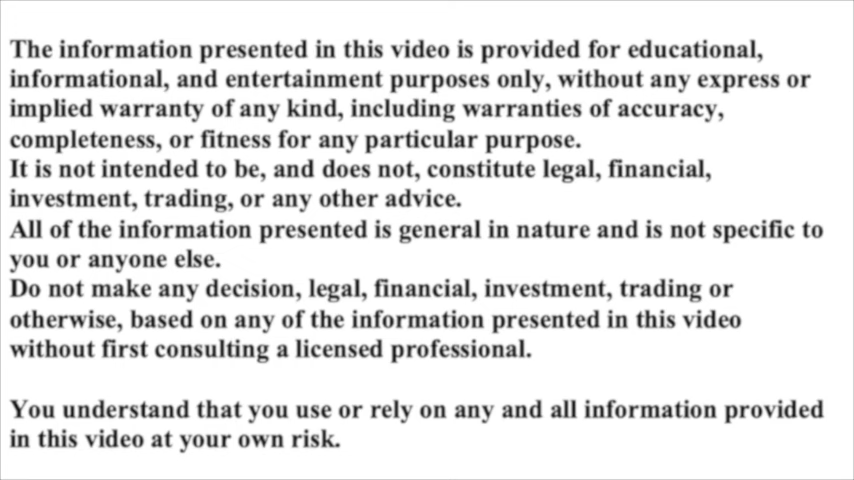 The information presented in this video is provided for educational,
informational, and entertainment purposes only, without any express or
implied warranty of any kind, including warranties of accuracy,
completeness, or fitness for any particular purpose.
It is not intended to be, and does not, constitute legal, financial,
investment, trading, or any other advice.
All of the information presented is general in nature and is not specific to
you or anyone else.
Do not make any decision, legal, financial, investment, trading or
otherwise, based on any of the information presented in this video
without first consulting a licensed professional.
You understand that you use or rely on any and all information provided
in this video at your own risk.